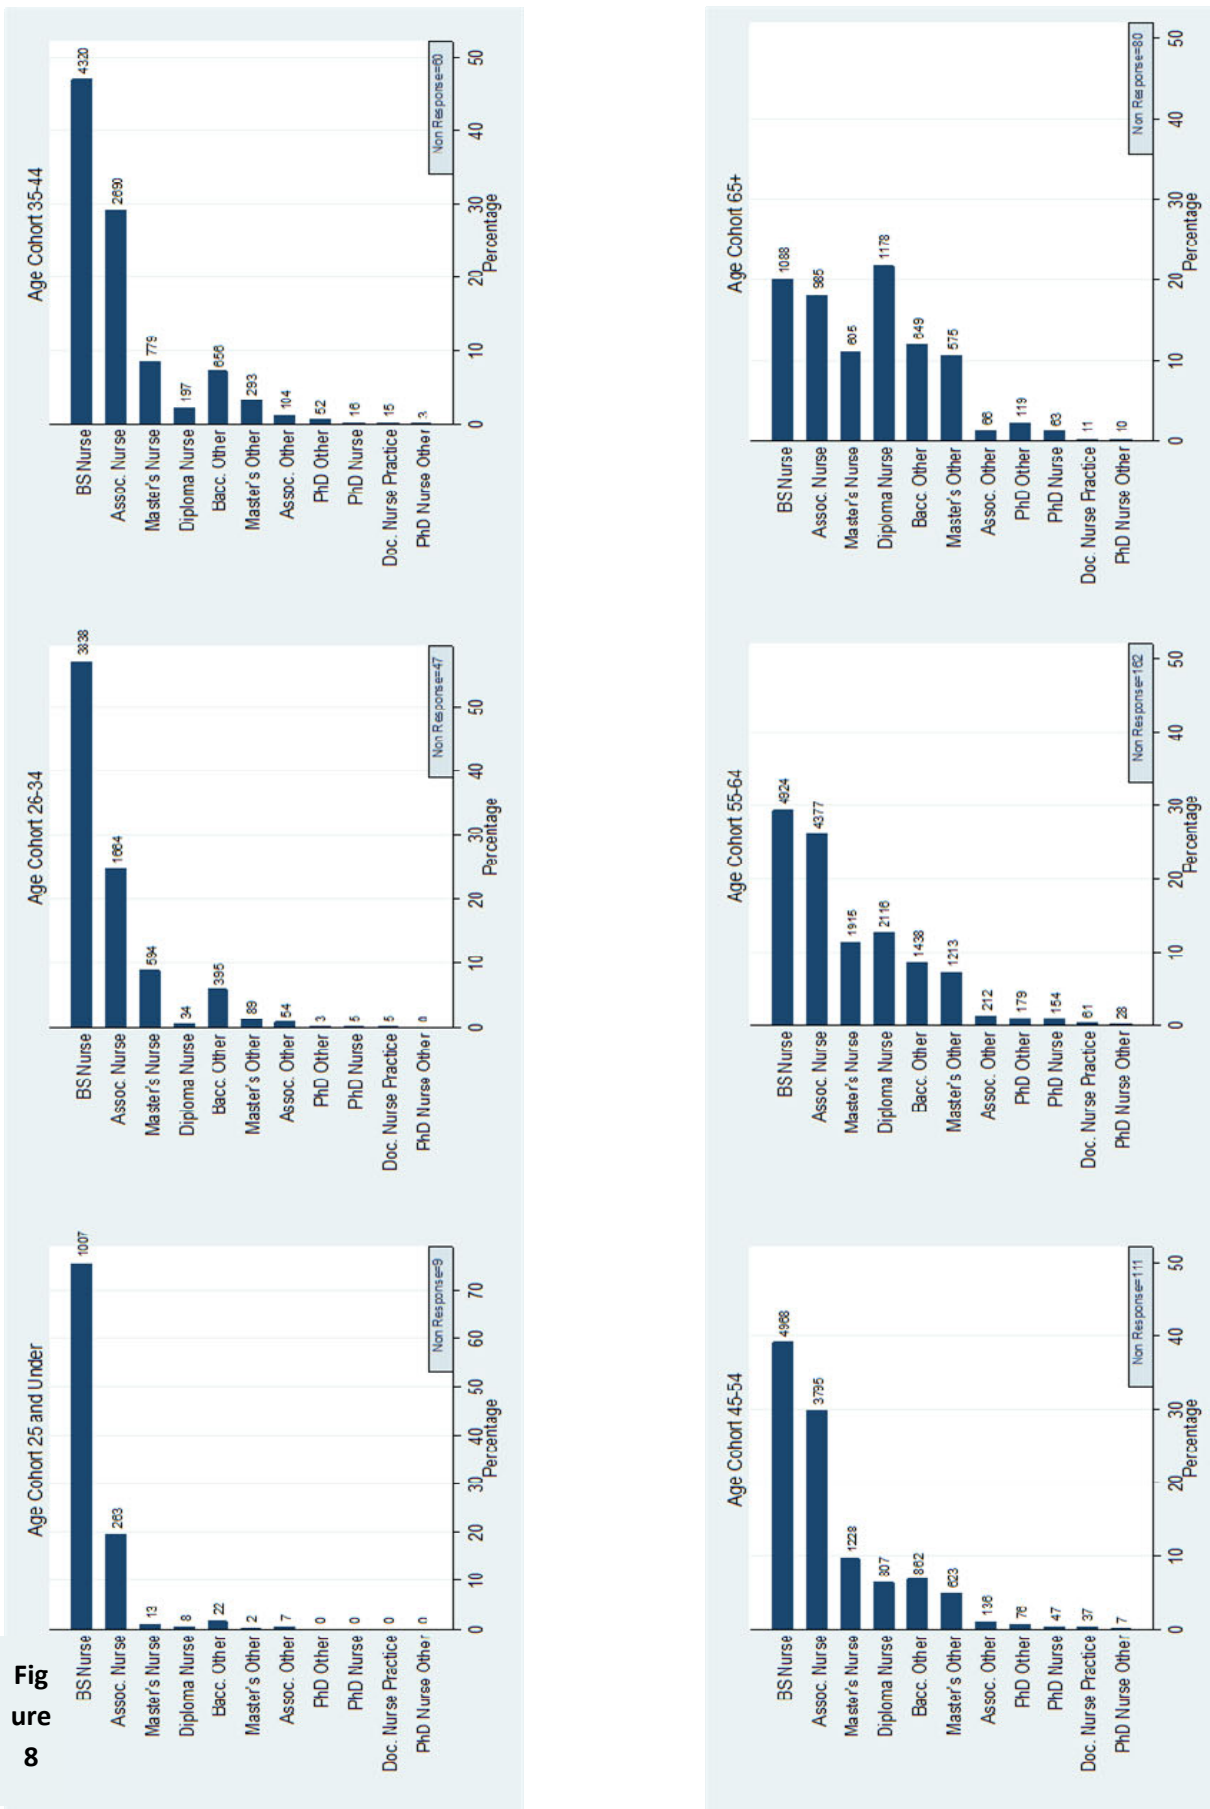 Fig
ure
8
Age Cohort 25 and Under
BS Nurse 1007
Assoc. Nurse 263
Master's Nurse 13
Diploma Nurse 8
Bacc. Other 22
Master's Other 2
Assoc. Other 7
PhD Other 0
PhD Nurse 0
Doc. Nurse Practice 0
PhD Nurse Other 0
0 10 20 30 40 50 60 70
Percentage
Non Response=9
Age Cohort 26-34
BS Nurse 3838
Assoc. Nurse 1664
Master's Nurse 594
Diploma Nurse 34
Bacc. Other 395
Master's Other 89
Assoc. Other 54
PhD Other 3
PhD Nurse 5
Doc. Nurse Practice 5
PhD Nurse Other 0
0 10 20 30 40 50
Percentage
Non Response=47
Age Cohort 35-44
BS Nurse 4320
Assoc. Nurse 2690
Master's Nurse 779
Diploma Nurse 197
Bacc. Other 656
Master's Other 293
Assoc. Other 104
PhD Other 52
PhD Nurse 16
Doc. Nurse Practice 15
PhD Nurse Other 3
0 10 20 30 40 50
Percentage
Non Response=60
Age Cohort 45-54
BS Nurse 4968
Assoc. Nurse 3795
Master's Nurse 1228
Diploma Nurse 807
Bacc. Other 862
Master's Other 623
Assoc. Other 136
PhD Other 76
PhD Nurse 47
Doc. Nurse Practice 37
PhD Nurse Other 7
0 10 20 30 40 50
Percentage
Non Response=111
Age Cohort 55-64
BS Nurse 4924
Assoc. Nurse 4377
Master's Nurse 1915
Diploma Nurse 2116
Bacc. Other 1438
Master's Other 1213
Assoc. Other 212
PhD Other 179
PhD Nurse 154
Doc. Nurse Practice 61
PhD Nurse Other 28
0 10 20 30 40 50
Percentage
Non Response=162
Age Cohort 65+
BS Nurse 1088
Assoc. Nurse 985
Master's Nurse 605
Diploma Nurse 1178
Bacc. Other 649
Master's Other 575
Assoc. Other 66
PhD Other 119
PhD Nurse 63
Doc. Nurse Practice 11
PhD Nurse Other 10
0 10 20 30 40 50
Percentage
Non Response=80